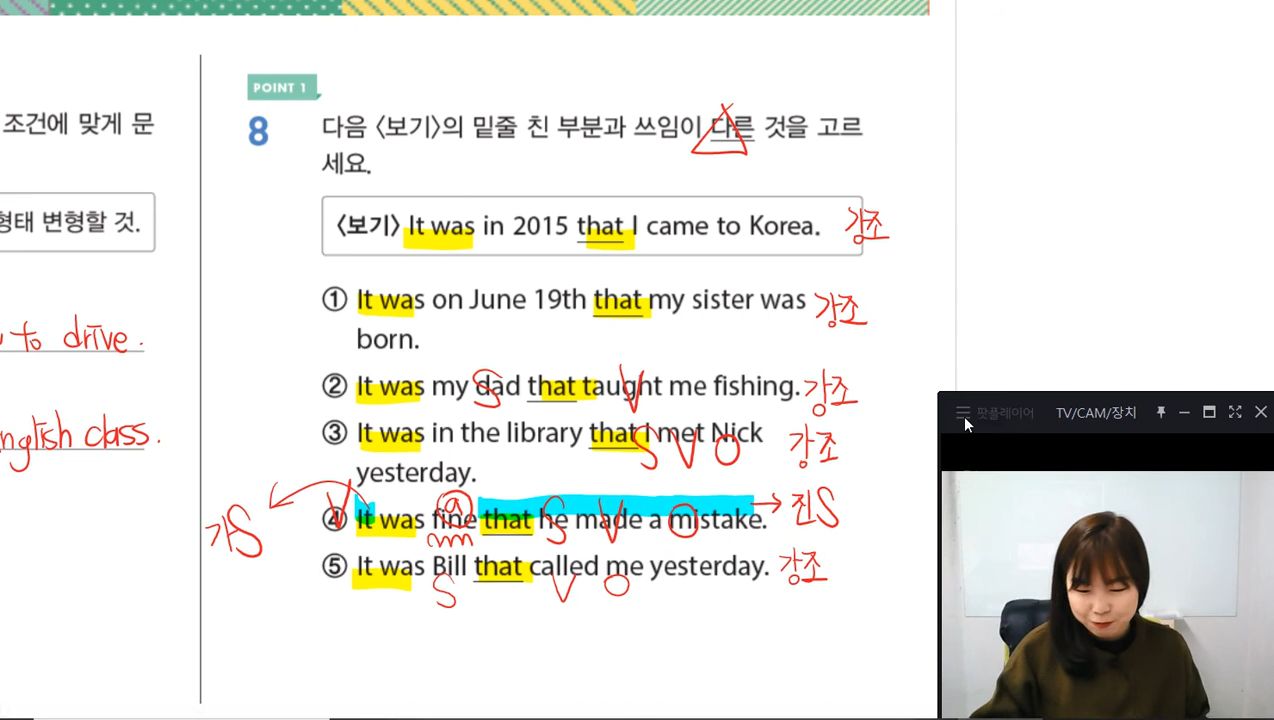 조건에 맞게 문
형태 변형할 것.
to drive.
nglish class.
POINT 1
8 다음 〈보기〉의 밑줄 친 부분과 쓰임이 다른 것을 고르
세요.
〈보기〉 It was in 2015 that I came to Korea. 강조
① It was on June 19th that my sister was 강조
born.
② It was my dad that taught me fishing. 강조
S V
③ It was in the library that I met Nick 강조
S V O
yesterday.
④ It was fine that he made a mistake. → 진S
가S V a S V O
⑤ It was Bill that called me yesterday. 강조
S V O
팟플레이어 TV/CAM/장치